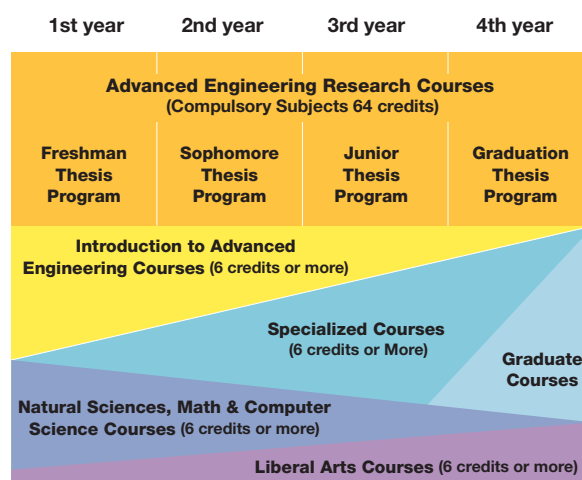 1st year 2nd year 3rd year 4th year
Advanced Engineering Research Courses
(Compulsory Subjects 64 credits)
Freshman Thesis Program
Sophomore Thesis Program
Junior Thesis Program
Graduation Thesis Program
Introduction to Advanced
Engineering Courses (6 credits or more)
Specialized Courses
(6 credits or More)
Graduate
Courses
Natural Sciences, Math & Computer
Science Courses (6 credits or more)
Liberal Arts Courses (6 credits or more)